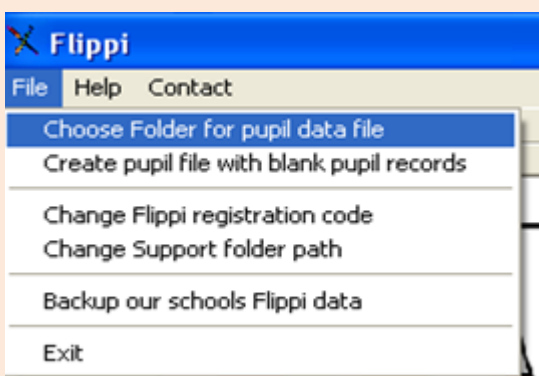 Flippi
File Help Contact
Choose Folder for pupil data file
Create pupil file with blank pupil records
Change Flippi registration code
Change Support folder path
Backup our schools Flippi data
Exit